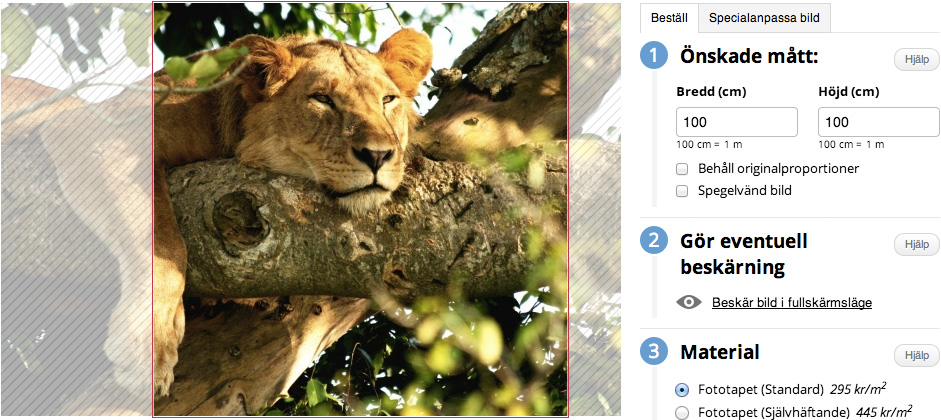 Beställ Specialanpassa bild
1 Önskade mått: Hjälp
Bredd (cm) Höjd (cm)
100 100
100 cm = 1 m 100 cm = 1 m
Behåll originalproportioner
Spegelvänd bild
2 Gör eventuell Hjälp
beskärning
Beskär bild i fullskärmsläge
3 Material Hjälp
Fototapet (Standard) 295 kr/m²
Fototapet (Självhäftande) 445 kr/m²